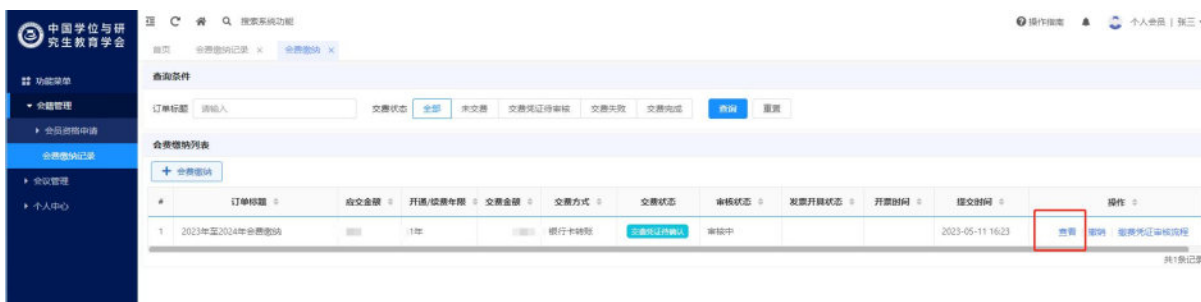 中国学位与研
究生教育学会
搜索系统功能
操作指南
个人会员 | 张三
首页
会费缴纳记录 ×
会费缴纳 ×
功能菜单
会籍管理
会员资格申请
会费缴纳记录
会议管理
个人中心
查询条件
订单标题 请输入 交费状态 全部 未交费 交费凭证待审核 交费失败 交费完成 查询 重置
会费缴纳列表
+ 会费缴纳
# 订单标题 应交金额 开通/续费年限 交费金额 交费方式 交费状态 审核状态 发票开具状态 开票时间 提交时间 操作
1 2023年至2024年会费缴纳 1年 银行卡转账 交费凭证待确认 审核中 2023-05-11 16:23 查看 撤销 缴费凭证审核流程
共1条记录